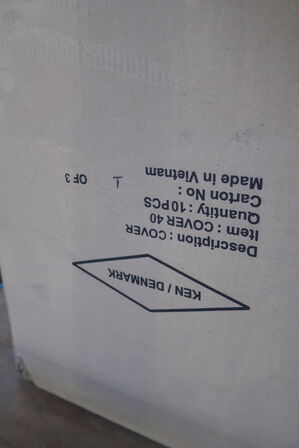 KEN / DENMARK
Description : COVER
Item : COVER 40
Quantity : 10PCS
Carton No : 1 OF 3
Made in Vietnam